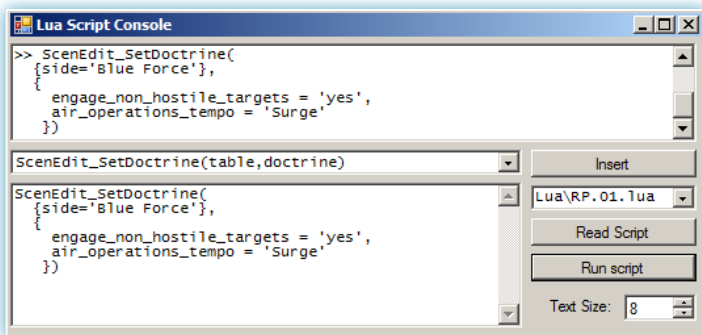 Lua Script Console
>> ScenEdit_SetDoctrine(
{side='Blue Force'},
{
engage_non_hostile_targets = 'yes',
air_operations_tempo = 'Surge'
})
ScenEdit_SetDoctrine(table,doctrine)
Insert
ScenEdit_SetDoctrine(
{side='Blue Force'},
{
engage_non_hostile_targets = 'yes',
air_operations_tempo = 'Surge'
})
Lua\RP.01.lua
Read Script
Run script
Text Size: 8